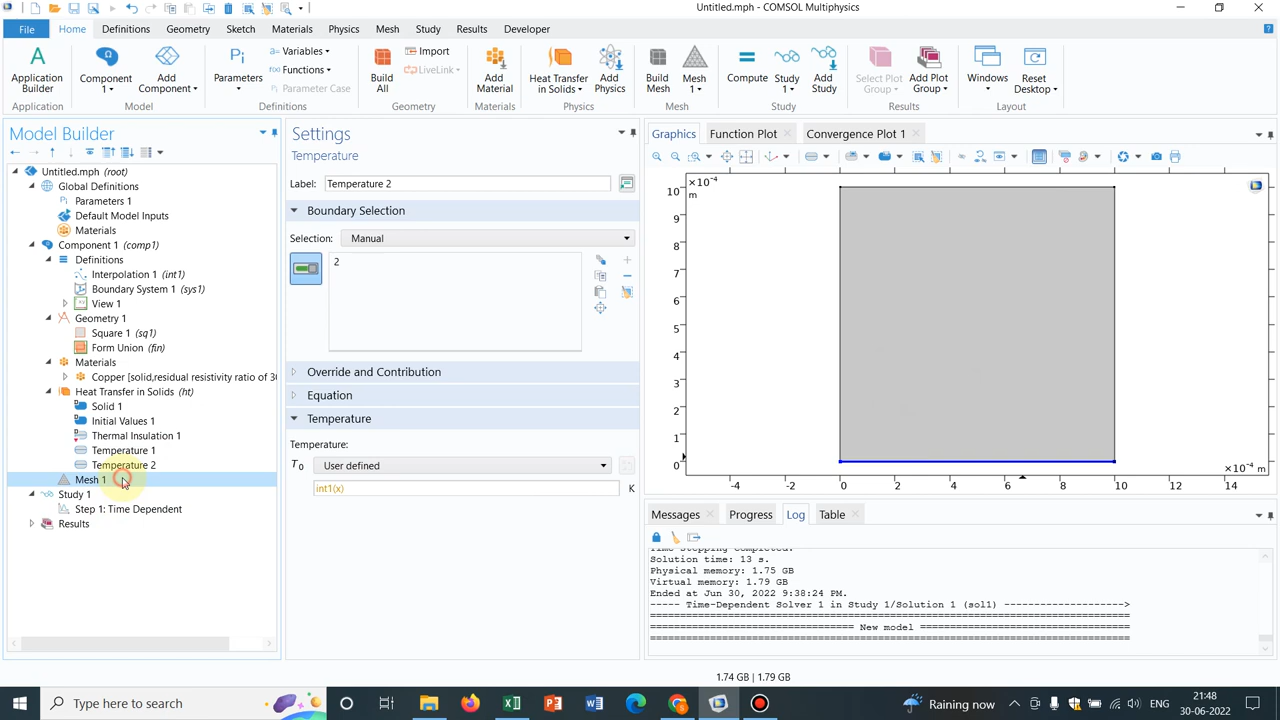 Untitled.mph - COMSOL Multiphysics
File Home Definitions Geometry Sketch Materials Physics Mesh Study Results Developer
Application Builder
Component 1
Add Component
Parameters
a= Variables
f(x) Functions
Pi Parameter Case
Build All
Import
LiveLink
Add Material
Heat Transfer in Solids
Add Physics
Build Mesh
Mesh 1
Compute
Study 1
Add Study
Select Plot Group
Add Plot Group
Windows
Reset Desktop
Application Model Definitions Geometry Materials Physics Mesh Study Results Layout
Model Builder
Untitled.mph (root)
Global Definitions
Parameters 1
Default Model Inputs
Materials
Component 1 (comp1)
Definitions
Interpolation 1 (int1)
Boundary System 1 (sys1)
View 1
Geometry 1
Square 1 (sq1)
Form Union (fin)
Materials
Copper [solid,residual resistivity ratio of 30
Heat Transfer in Solids (ht)
Solid 1
Initial Values 1
Thermal Insulation 1
Temperature 1
Temperature 2
Mesh 1
Study 1
Step 1: Time Dependent
Results
Settings
Temperature
Label: Temperature 2
Boundary Selection
Selection: Manual
2
Override and Contribution
Equation
Temperature
Temperature:
T0 User defined
int1(x) K
Graphics Function Plot Convergence Plot 1
×10-4
m
10
9
8
7
6
5
4
3
2
1
0
-4 -2 0 2 4 6 8 10 12 14
×10-4 m
Messages Progress Log Table
Time-stepping completed.
Solution time: 13 s.
Physical memory: 1.75 GB
Virtual memory: 1.79 GB
Ended at Jun 30, 2022 9:38:24 PM.
----- Time-Dependent Solver 1 in Study 1/Solution 1 (sol1) -------------------->
New model
1.74 GB | 1.79 GB
Type here to search
Raining now
ENG
21:48
30-06-2022